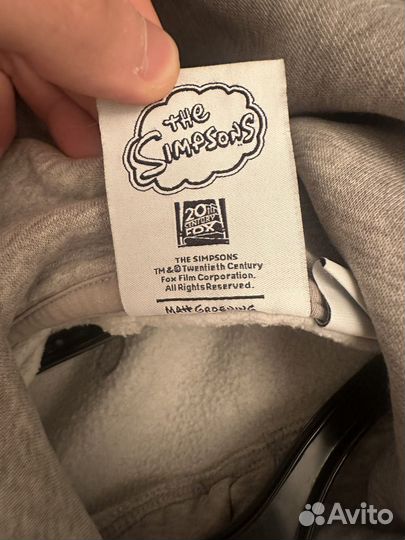 The
Simpsons
20th
CENTURY
FOX
THE SIMPSONS
TM & © Twentieth Century
Fox Film Corporation.
All Rights Reserved.
MATT GROENING
Avito